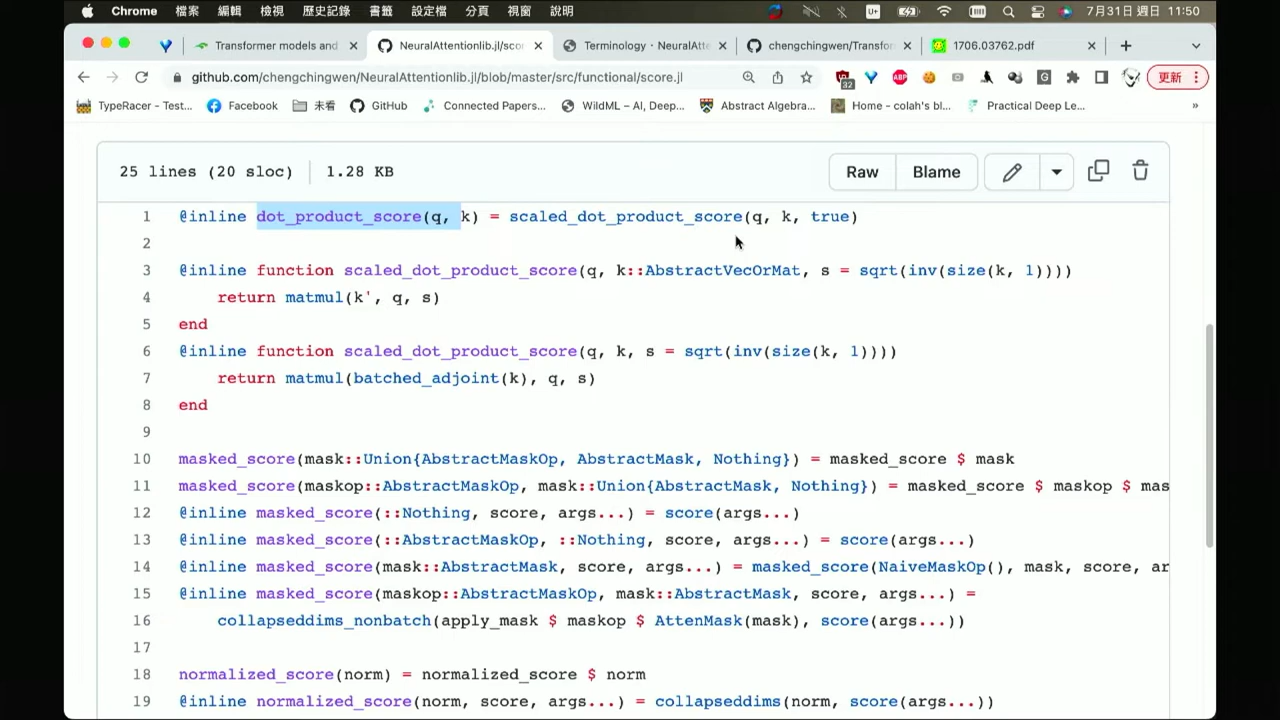 Chrome 檔案 編輯 檢視 歷史記錄 書籤 設定檔 分頁 視窗 說明 7月31日 週日 11:50
Transformer models and NeuralAttentionlib.jl/sco Terminology · NeuralAtte chengchingwen/Transfor 1706.03762.pdf
github.com/chengchingwen/NeuralAttentionlib.jl/blob/master/src/functional/score.jl 32 ABP G 更新
TypeRacer - Test... Facebook 未看 GitHub Connected Papers... WildML – AI, Deep... Abstract Algebra... Home - colah's bl... Practical Deep Le... »
25 lines (20 sloc) 1.28 KB Raw Blame
1 @inline dot_product_score(q, k) = scaled_dot_product_score(q, k, true)
2
3 @inline function scaled_dot_product_score(q, k::AbstractVecOrMat, s = sqrt(inv(size(k, 1))))
4 return matmul(k', q, s)
5 end
6 @inline function scaled_dot_product_score(q, k, s = sqrt(inv(size(k, 1))))
7 return matmul(batched_adjoint(k), q, s)
8 end
9
10 masked_score(mask::Union{AbstractMaskOp, AbstractMask, Nothing}) = masked_score $ mask
11 masked_score(maskop::AbstractMaskOp, mask::Union{AbstractMask, Nothing}) = masked_score $ maskop $ mas
12 @inline masked_score(::Nothing, score, args...) = score(args...)
13 @inline masked_score(::AbstractMaskOp, ::Nothing, score, args...) = score(args...)
14 @inline masked_score(mask::AbstractMask, score, args...) = masked_score(NaiveMaskOp(), mask, score, ar
15 @inline masked_score(maskop::AbstractMaskOp, mask::AbstractMask, score, args...) =
16 collapseddims_nonbatch(apply_mask $ maskop $ AttenMask(mask), score(args...))
17
18 normalized_score(norm) = normalized_score $ norm
19 @inline normalized_score(norm, score, args...) = collapseddims(norm, score(args...))